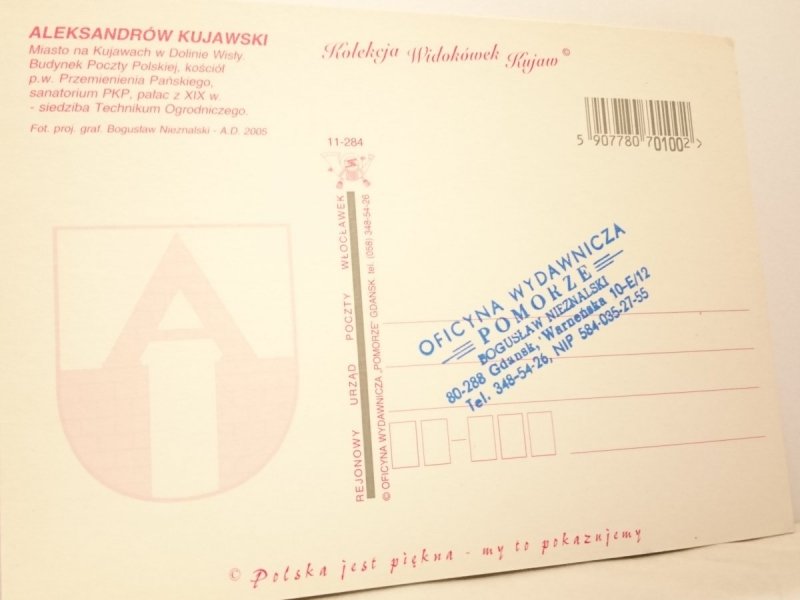 ALEKSANDRÓW KUJAWSKI
Miasto na Kujawach w Dolinie Wisły.
Budynek Poczty Polskiej, kościół
p.w. Przemienienia Pańskiego,
sanatorium PKP, pałac z XIX w.
- siedziba Technikum Ogrodniczego.
Fot. proj. graf. Bogusław Nieznalski - A.D. 2005
Kolekcja Widokówek Kujaw ©
5 907780 701002 >
11-284
REJONOWY URZĄD POCZTY WŁOCŁAWEK
© OFICYNA WYDAWNICZA „POMORZE" GDAŃSK tel. (058) 348-54-26
OFICYNA WYDAWNICZA
POMORZE
BOGUSŁAW NIEZNALSKI
80-288 Gdańsk, Warneńska 10-E/12
Tel. 348-54-26, NIP 584-035-27-55
A
© Polska jest piękna - my to pokazujemy